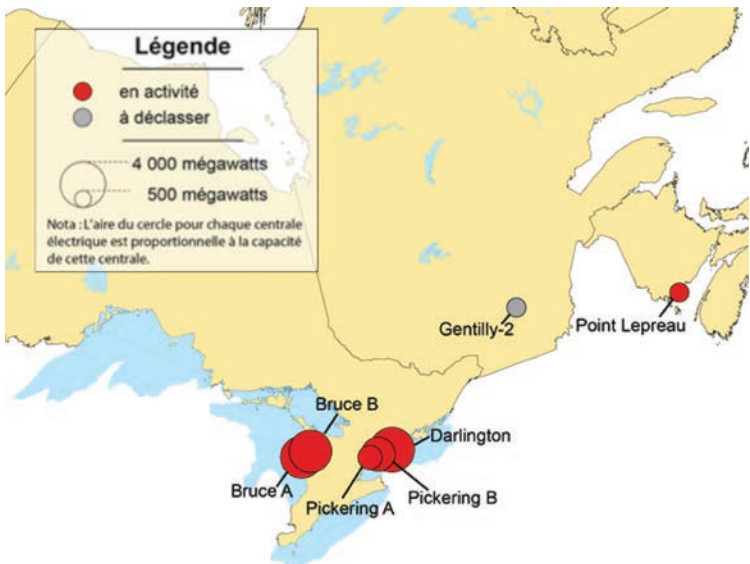 Légende
en activité
à déclasser
4 000 mégawatts
500 mégawatts
Nota : L'aire du cercle pour chaque centrale
électrique est proportionnelle à la capacité
de cette centrale.
Gentilly-2
Point Lepreau
Bruce B
Darlington
Bruce A
Pickering A
Pickering B